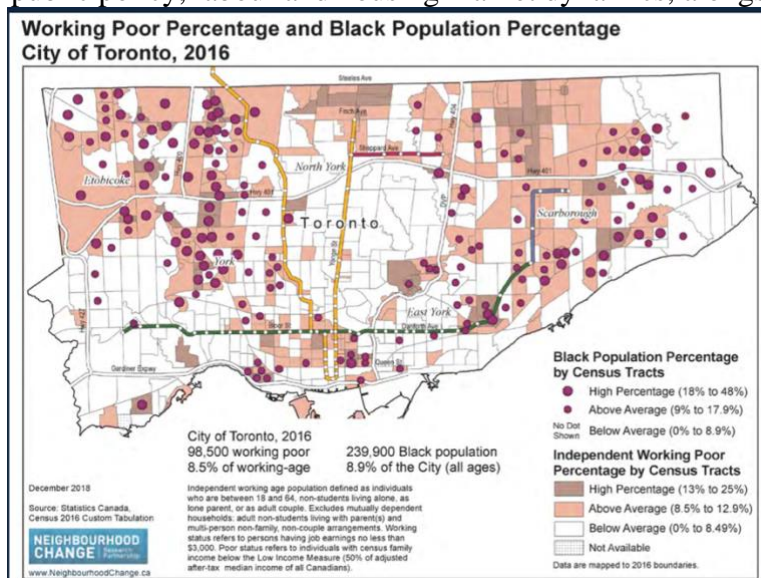 Working Poor Percentage and Black Population Percentage
City of Toronto, 2016
Steeles Ave
Finch Ave
Hwy 404
Sheppard Ave
North York
Hwy 401
Etobicoke
Hwy 401
DVP
Scarborough
Toronto
Yonge St
York
East York
Hwy 427
Bloor St
Danforth Ave
Queen St
Gardiner Expwy
Black Population Percentage
by Census Tracts
High Percentage (18% to 48%)
Above Average (9% to 17.9%)
No Dot
Shown
Below Average (0% to 8.9%)
City of Toronto, 2016
98,500 working poor
8.5% of working-age
239,900 Black population
8.9% of the City (all ages)
Independent Working Poor
Percentage by Census Tracts
High Percentage (13% to 25%)
Above Average (8.5% to 12.9%)
Below Average (0% to 8.49%)
Not Available
Data are mapped to 2016 boundaries.
December 2018
Source: Statistics Canada,
Census 2016 Custom Tabulation
NEIGHBOURHOOD
CHANGE Research
Partnership
www.NeighbourhoodChange.ca
Independent working age population defined as individuals
who are between 18 and 64, non-students living alone, as
lone parent, or as adult couple. Excludes mutually dependent
households: adult non-students living with parent(s) and
multi-person non-family, non-couple arrangements. Working
status refers to persons having job earnings no less than
$3,000. Poor status refers to individuals with census family
income below the Low Income Measure (50% of adjusted
after-tax median income of all Canadians).